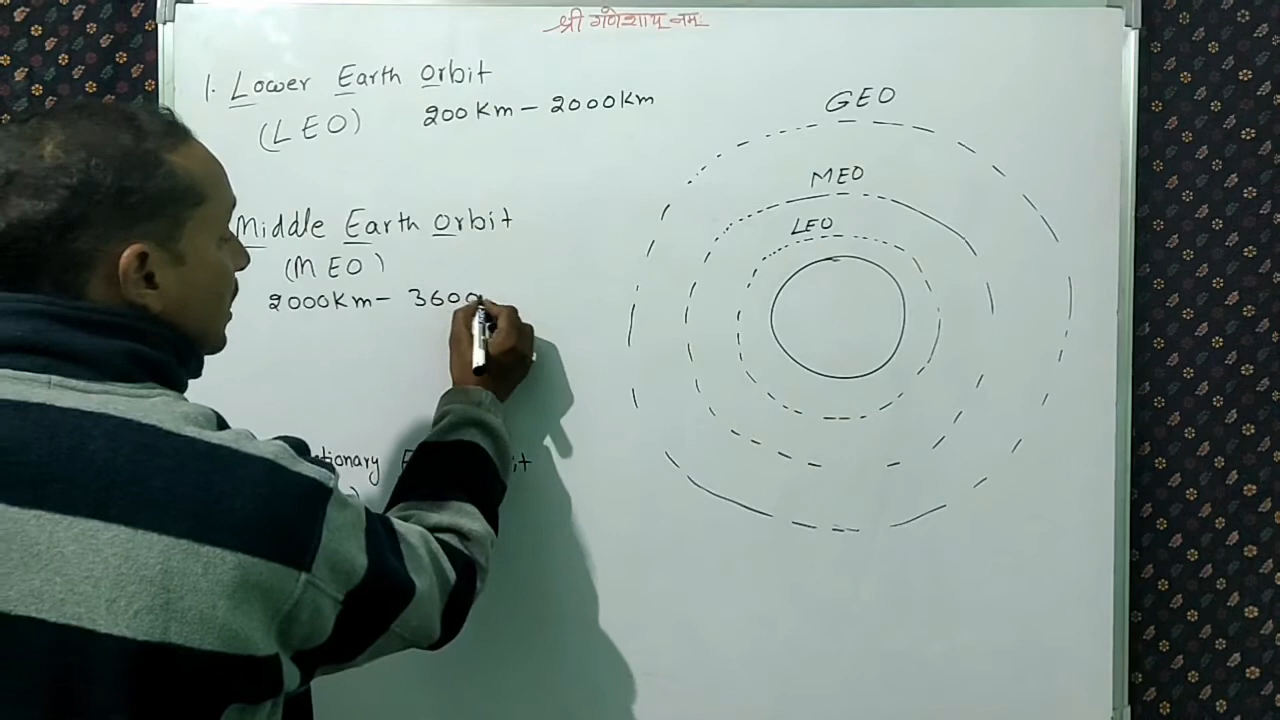 श्री गणेशाय नमः
1. Lower Earth Orbit
(LEO) 200 Km - 2000 Km
Middle Earth Orbit
(MEO)
2000 Km - 3600
GEO
MEO
LEO